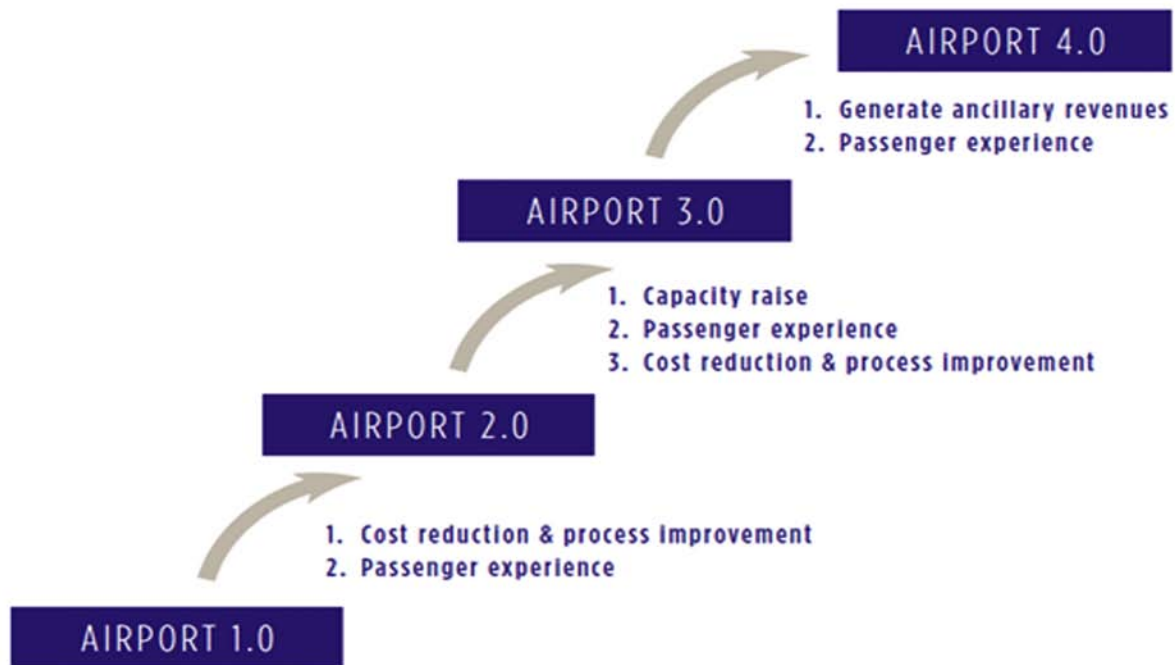 AIRPORT 4.0
1. Generate ancillary revenues
2. Passenger experience
AIRPORT 3.0
1. Capacity raise
2. Passenger experience
3. Cost reduction & process improvement
AIRPORT 2.0
1. Cost reduction & process improvement
2. Passenger experience
AIRPORT 1.0